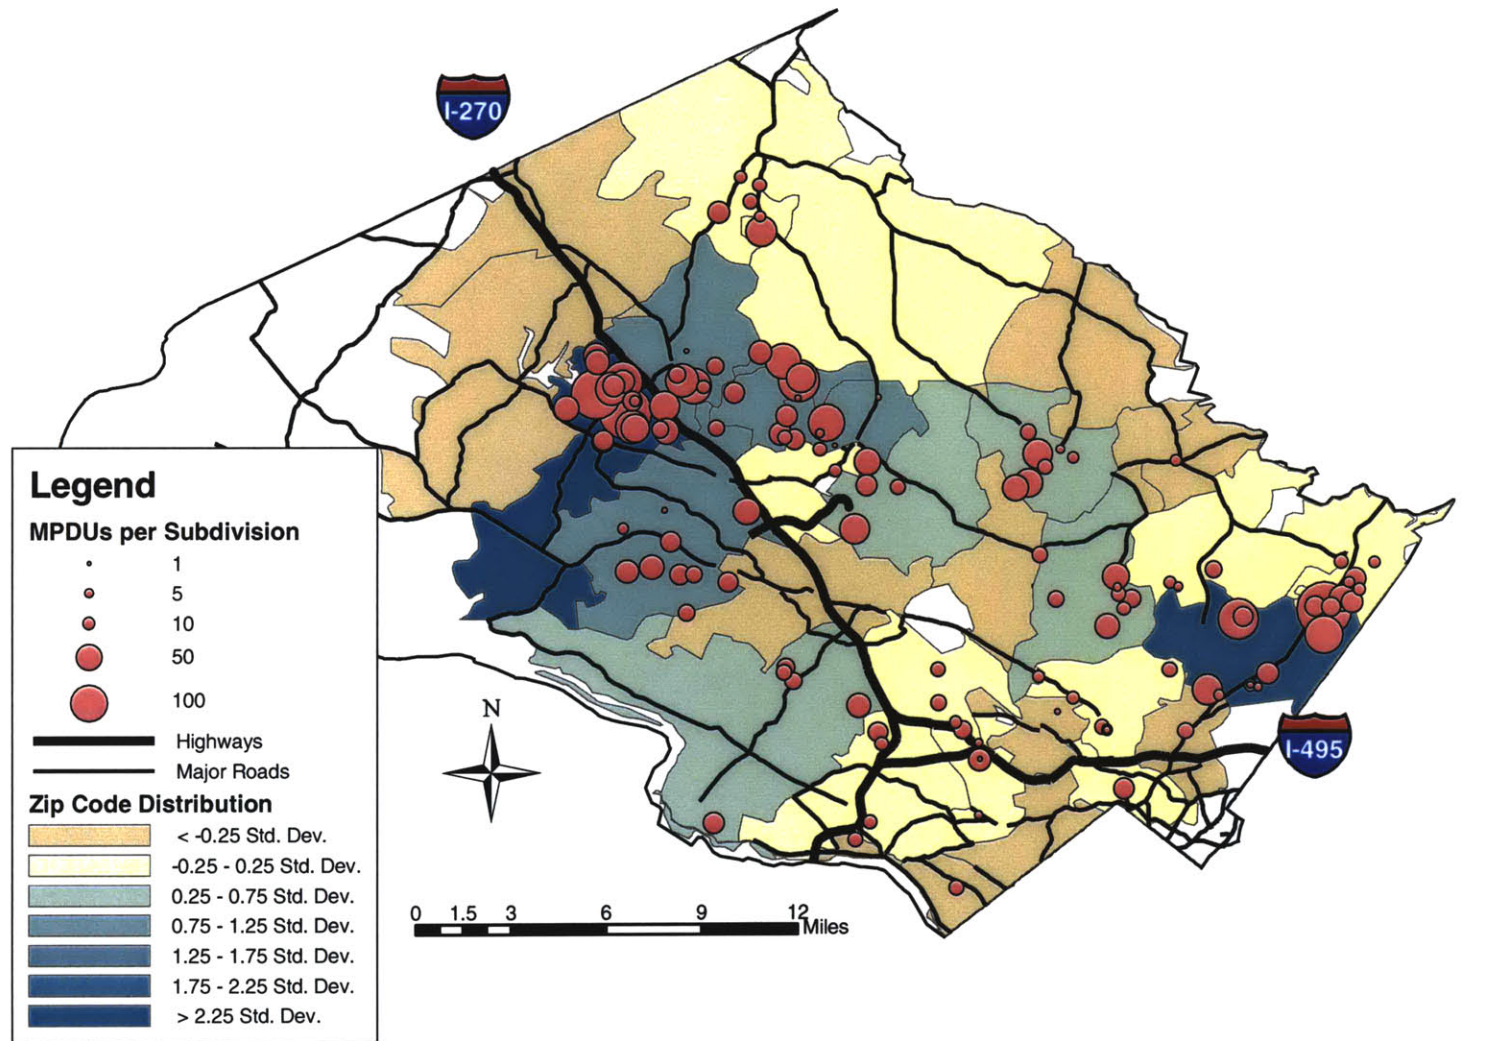 I-270
Legend
MPDUs per Subdivision
1
5
10
50
100
Highways
Major Roads
Zip Code Distribution
< -0.25 Std. Dev.
-0.25 - 0.25 Std. Dev.
0.25 - 0.75 Std. Dev.
0.75 - 1.25 Std. Dev.
1.25 - 1.75 Std. Dev.
1.75 - 2.25 Std. Dev.
> 2.25 Std. Dev.
N
0 1.5 3 6 9 12
Miles
I-495